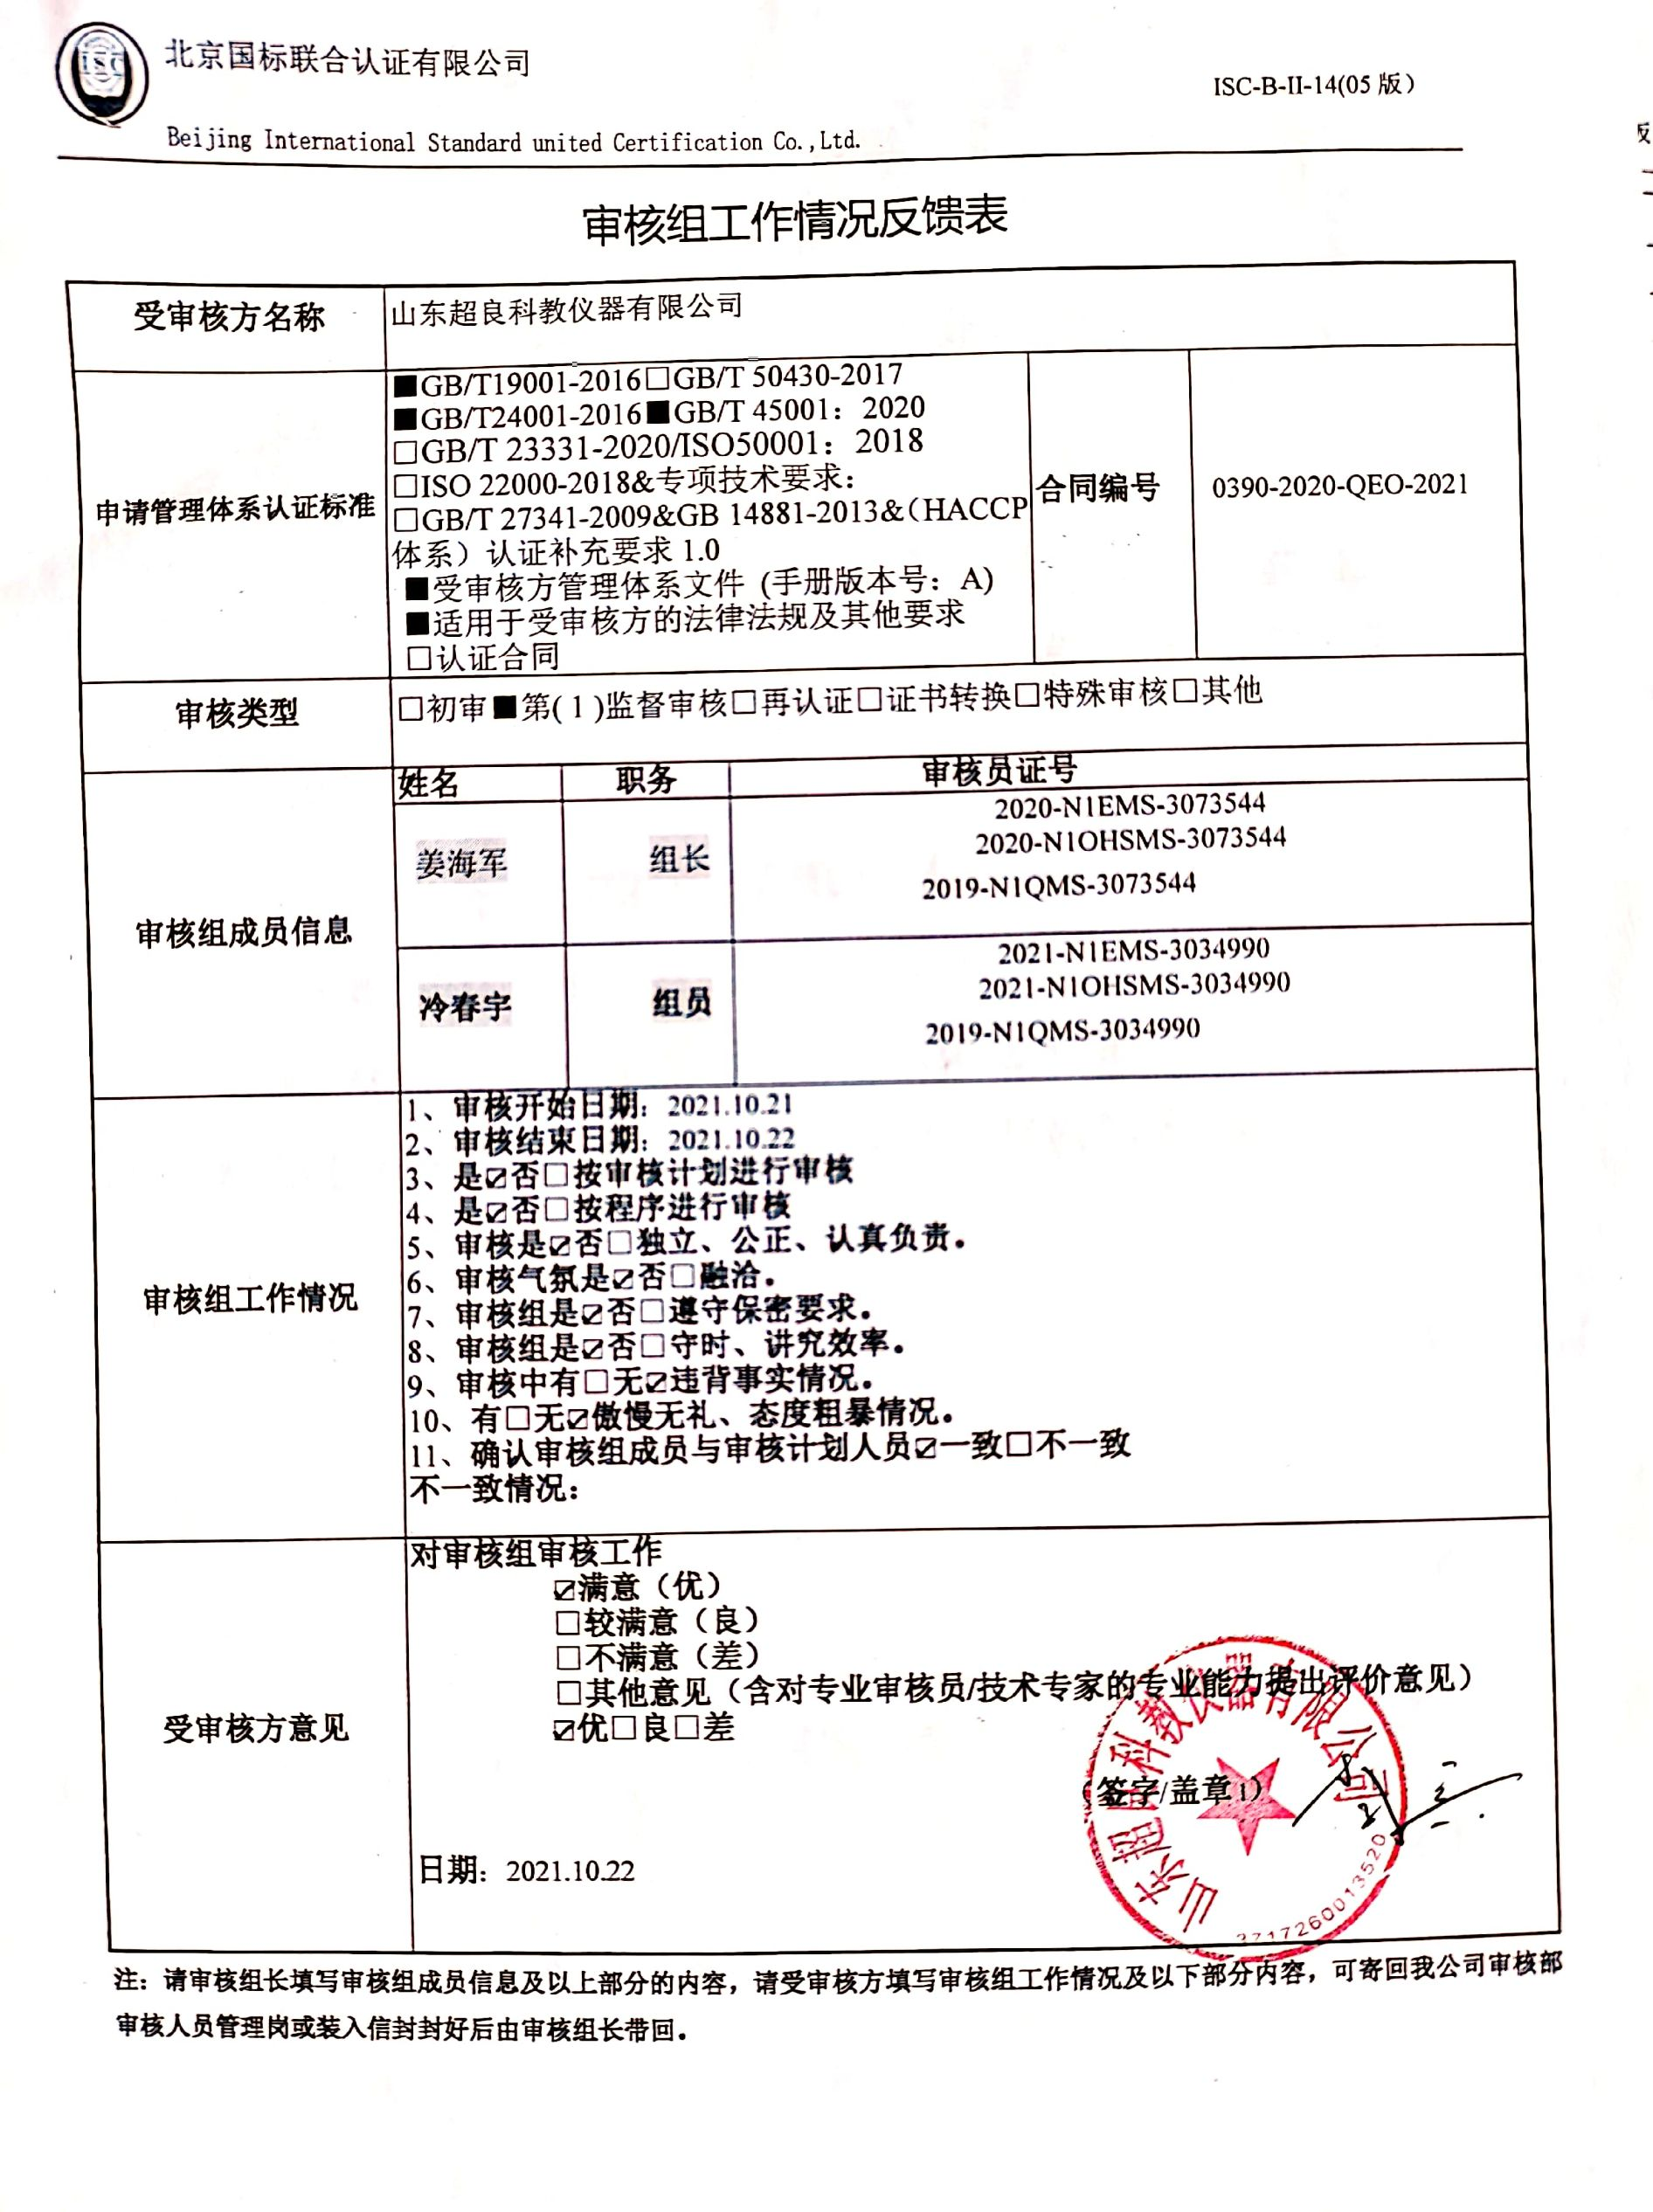 北京国标联合认证有限公司
ISC-B-II-14(05 版)
Beijing International Standard united Certification Co.,Ltd.
审核组工作情况反馈表
受审核方名称
山东超良科教仪器有限公司
申请管理体系认证标准
■GB/T19001-2016□GB/T 50430-2017
■GB/T24001-2016■GB/T 45001：2020
□GB/T 23331-2020/ISO50001：2018
□ISO 22000-2018&专项技术要求：
□GB/T 27341-2009&GB 14881-2013&（HACCP
体系）认证补充要求 1.0
■受审核方管理体系文件 (手册版本号：A)
■适用于受审核方的法律法规及其他要求
□认证合同
合同编号
0390-2020-QEO-2021
审核类型
□初审■第( 1 )监督审核□再认证□证书转换□特殊审核□其他
审核组成员信息
姓名 职务 审核员证号
姜海军 组长
2020-N1EMS-3073544
2020-N1OHSMS-3073544
2019-N1QMS-3073544
冷春宇 组员
2021-N1EMS-3034990
2021-N1OHSMS-3034990
2019-N1QMS-3034990
审核组工作情况
1、审核开始日期：2021.10.21
2、审核结束日期：2021.10.22
3、是☑否□按审核计划进行审核
4、是☑否□按程序进行审核
5、审核是☑否□独立、公正、认真负责。
6、审核气氛是☑否□融洽。
7、审核组是☑否□遵守保密要求。
8、审核组是☑否□守时、讲究效率。
9、审核中有□无☑违背事实情况。
10、有□无☑傲慢无礼、态度粗暴情况。
11、确认审核组成员与审核计划人员☑一致□不一致
不一致情况：
受审核方意见
对审核组审核工作
☑满意（优）
□较满意（良）
□不满意（差）
□其他意见（含对专业审核员/技术专家的专业能力提出评价意见）
☑优□良□差
（签字/盖章1）
山东超良科教仪器有限公司
3717260013520
日期：2021.10.22
注：请审核组长填写审核组成员信息及以上部分的内容，请受审核方填写审核组工作情况及以下部分内容，可寄回我公司审核部
审核人员管理岗或装入信封封好后由审核组长带回。